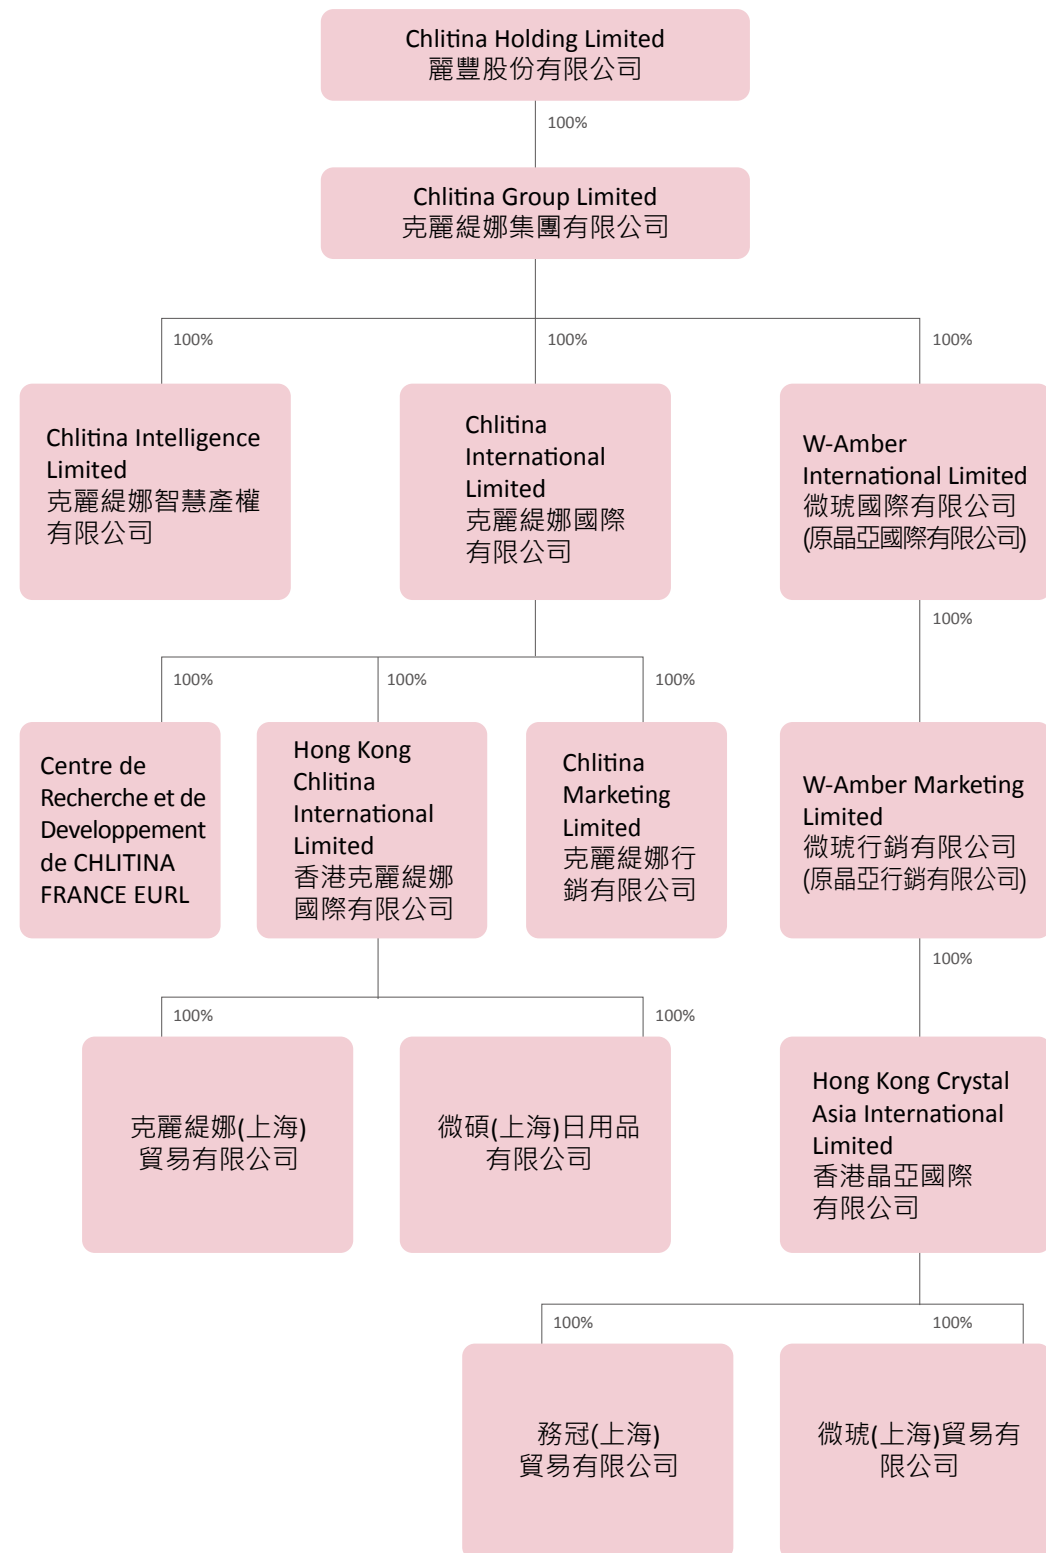 Chlitina Holding Limited
麗豐股份有限公司
100%
Chlitina Group Limited
克麗緹娜集團有限公司
100%
100%
100%
Chlitina Intelligence
Limited
克麗緹娜智慧產權
有限公司
Chlitina
International
Limited
克麗緹娜國際
有限公司
W-Amber
International Limited
微琥國際有限公司
(原晶亞國際有限公司)
100%
100%
100%
100%
Centre de
Recherche et de
Developpement
de CHLITINA
FRANCE EURL
Hong Kong
Chlitina
International
Limited
香港克麗緹娜
國際有限公司
Chlitina
Marketing
Limited
克麗緹娜行
銷有限公司
W-Amber Marketing
Limited
微琥行銷有限公司
(原晶亞行銷有限公司)
100%
100%
100%
克麗緹娜(上海)
貿易有限公司
微碩(上海)日用品
有限公司
Hong Kong Crystal
Asia International
Limited
香港晶亞國際
有限公司
100%
100%
務冠(上海)
貿易有限公司
微琥(上海)貿易有
限公司